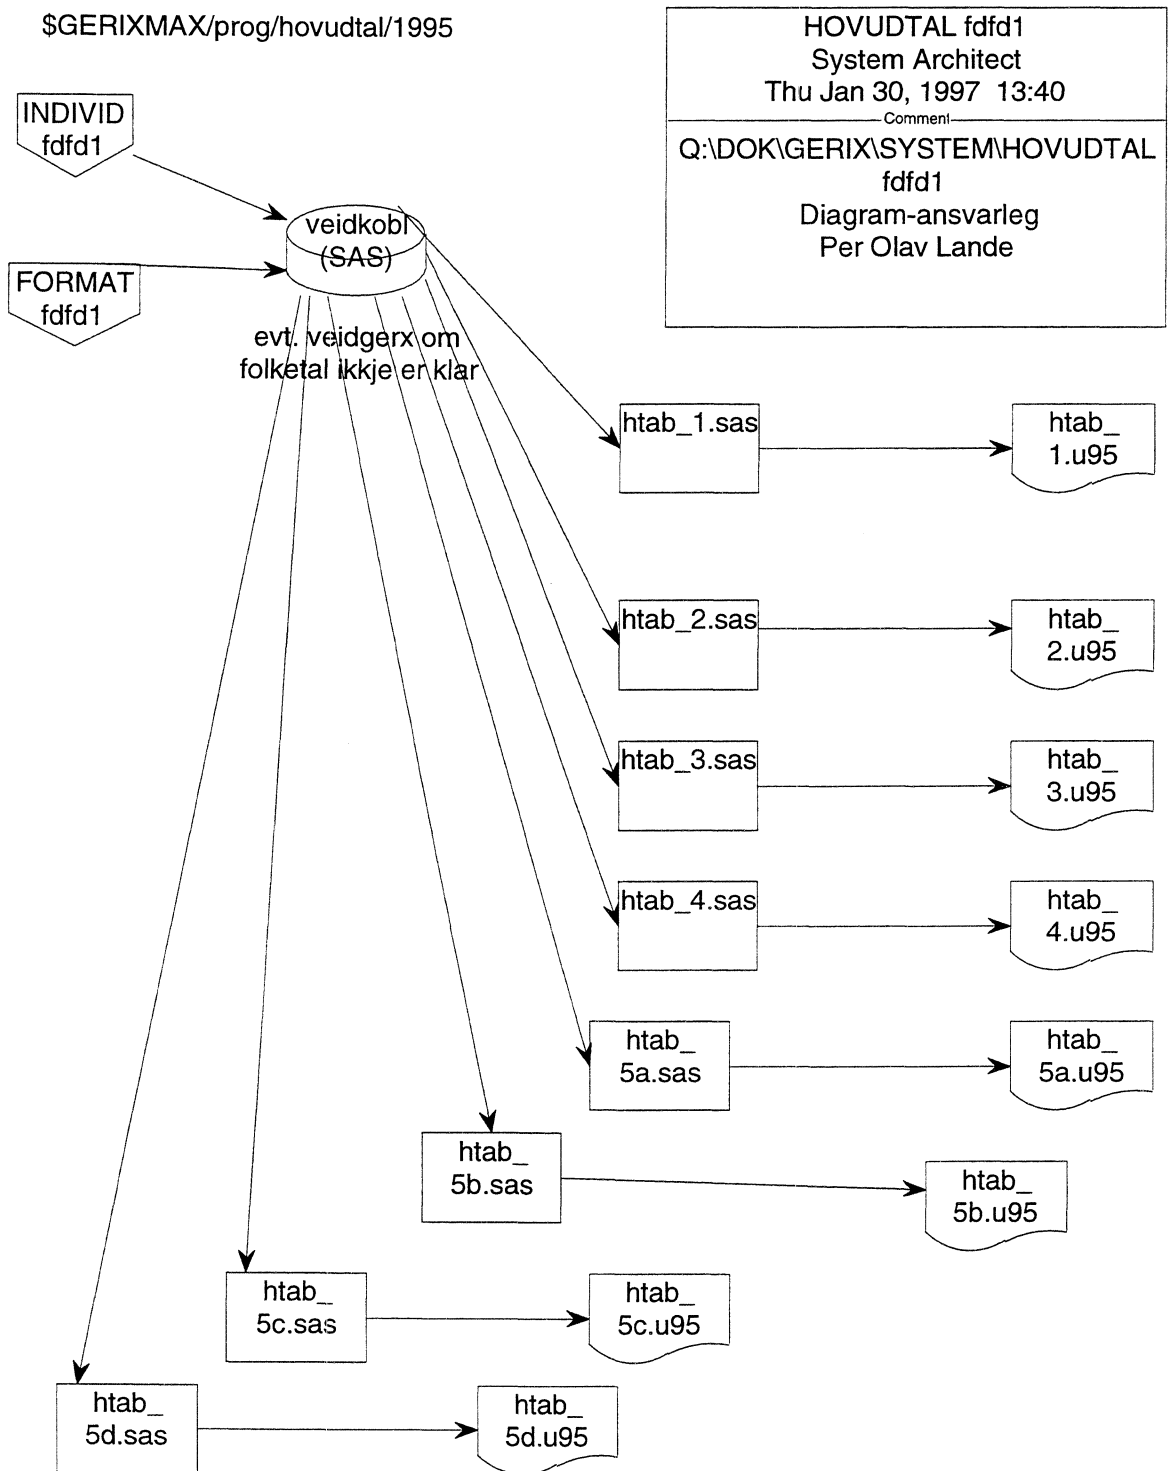 $GERIXMAX/prog/hovudtal/1995
HOVUDTAL fdfd1
System Architect
Thu Jan 30, 1997 13:40
Comment
Q:\DOK\GERIX\SYSTEM\HOVUDTAL
fdfd1
Diagram-ansvarleg
Per Olav Lande
INDIVID
fdfd1
veidkobl
(SAS)
FORMAT
fdfd1
evt. veidgerx om
folketal ikkje er klar
htab_1.sas
htab_
1.u95
htab_2.sas
htab_
2.u95
htab_3.sas
htab_
3.u95
htab_4.sas
htab_
4.u95
htab_
5a.sas
htab_
5a.u95
htab_
5b.sas
htab_
5b.u95
htab_
5c.sas
htab_
5c.u95
htab_
5d.sas
htab_
5d.u95